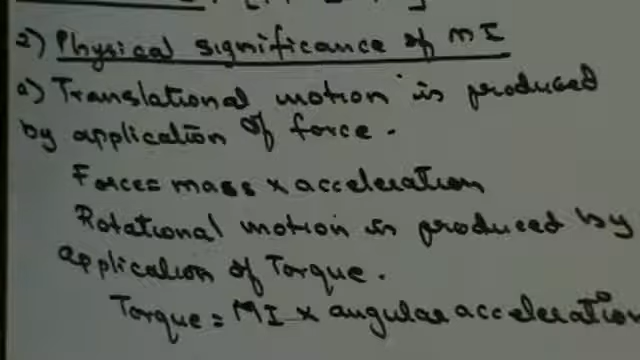 2) Physical significance of MI
a) Translational motion is produced
by application of force.
Force = mass x acceleration
Rotational motion is produced by
application of Torque.
Torque = MI x angular acceleration